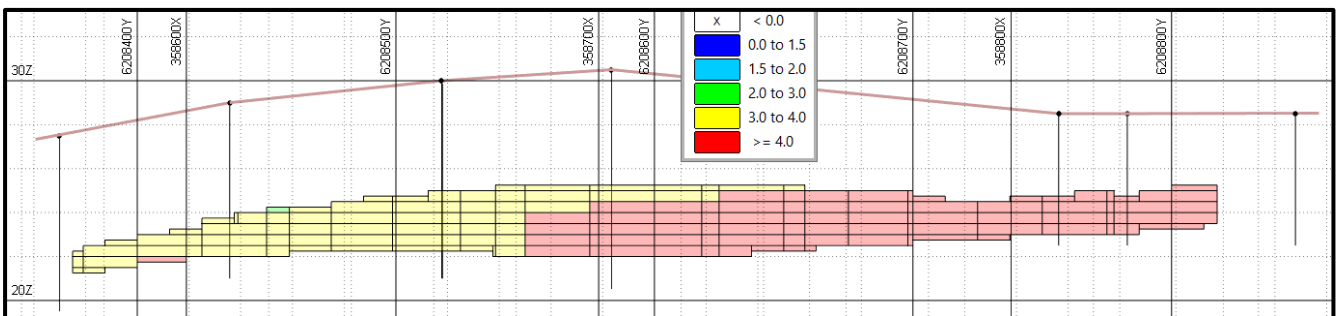 6208400Y
358600X
6208500Y
358700X
6208600Y
6208700Y
358800X
6208800Y
X < 0.0
0.0 to 1.5
1.5 to 2.0
2.0 to 3.0
3.0 to 4.0
>= 4.0
30Z
20Z